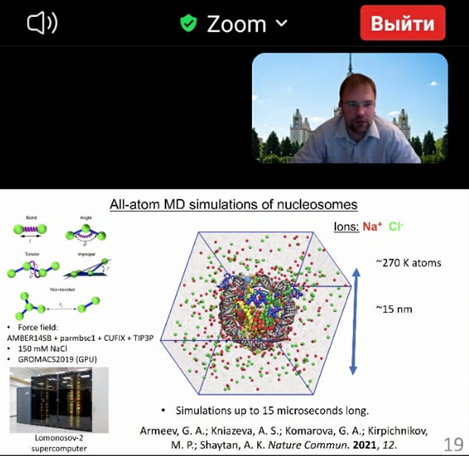 Zoom
Выйти
All-atom MD simulations of nucleosomes
Bond
Angle
Torsion
Improper
Non-bonded
Ions: Na⁺ Cl⁻
~270 K atoms
~15 nm
• Force field:
AMBER14SB + parmbsc1 + CUFIX + TIP3P
• 150 mM NaCl
• GROMACS2019 (GPU)
Lomonosov-2
supercomputer
• Simulations up to 15 microseconds long.
Armeev, G. A.; Kniazeva, A. S.; Komarova, G. A.; Kirpichnikov,
M. P.; Shaytan, A. K. Nature Commun. 2021, 12.
19